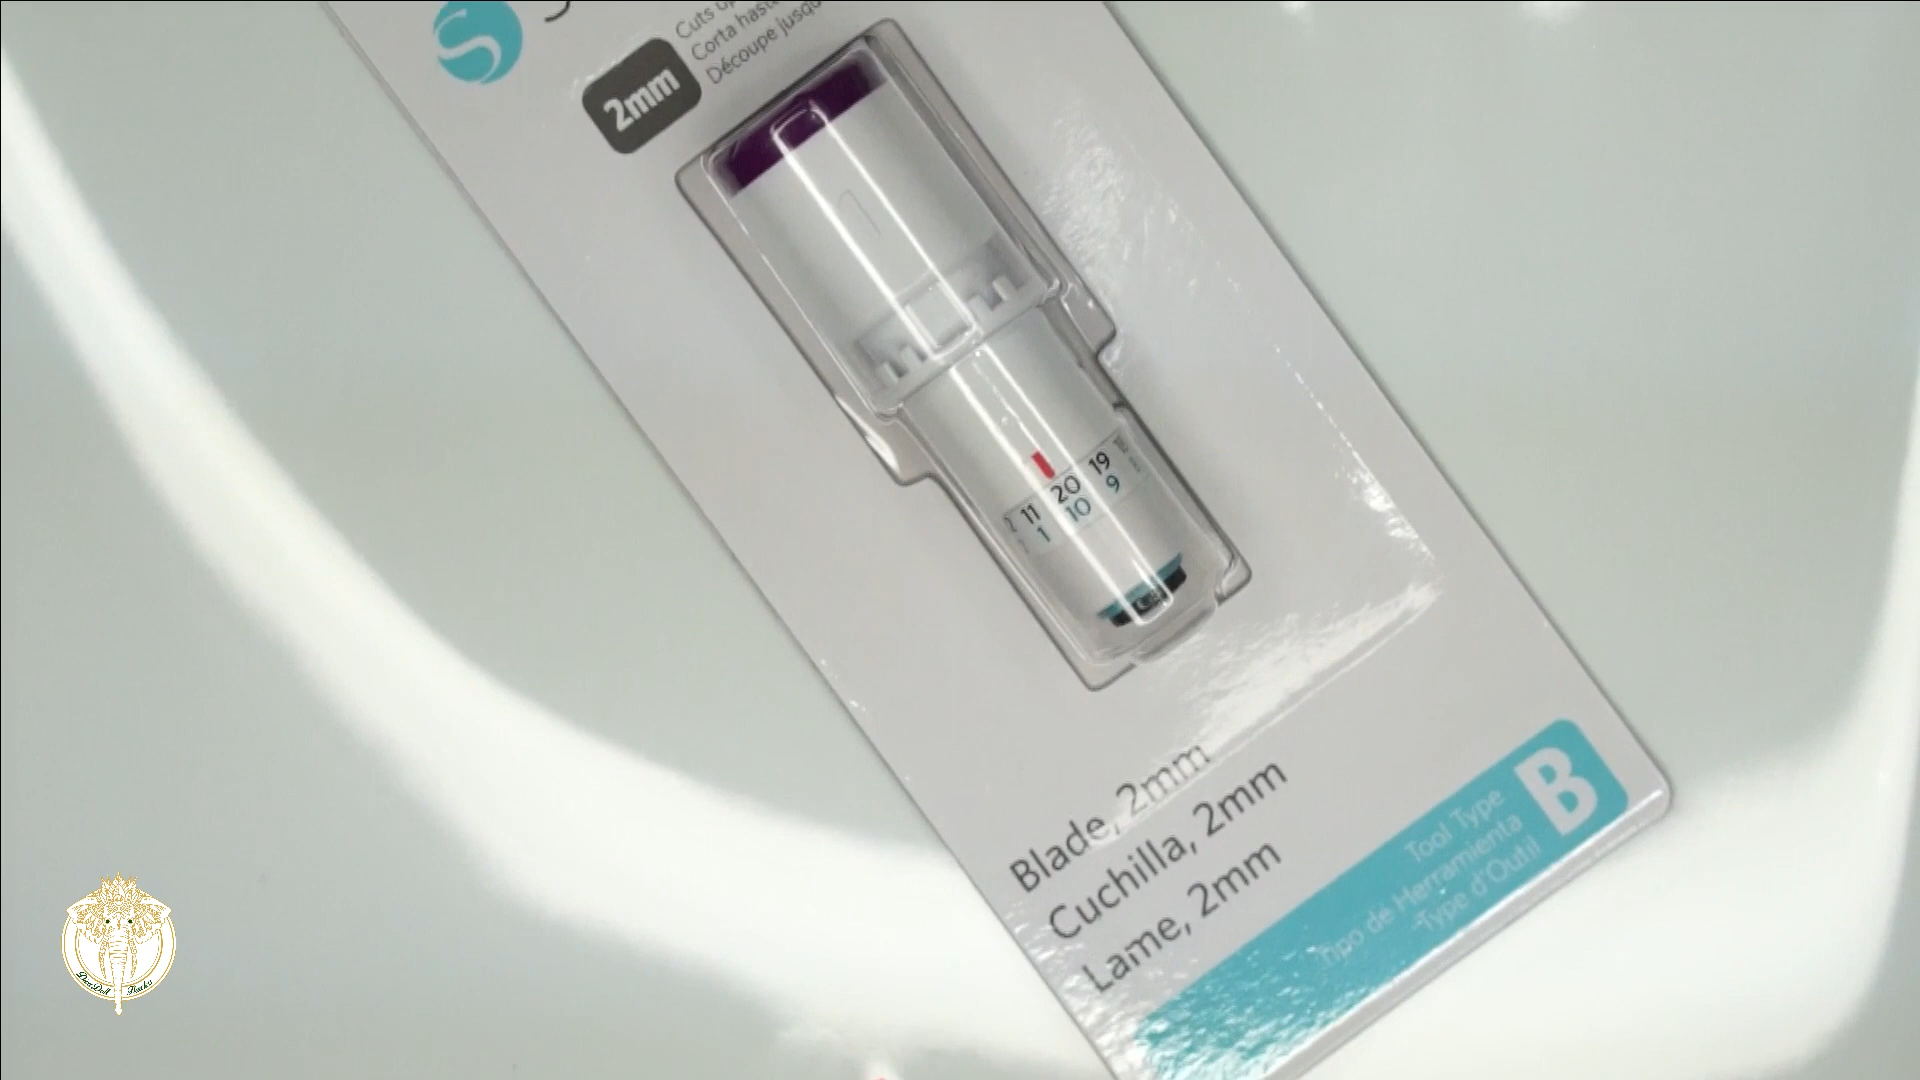 2mm
Cuts up
Corta hasta
Découpe jusqu
20 19
11
10 9
1
Blade, 2mm
Cuchilla, 2mm
Lame, 2mm
B
Tool Type
Tipo de Herramienta
Type d'Outil